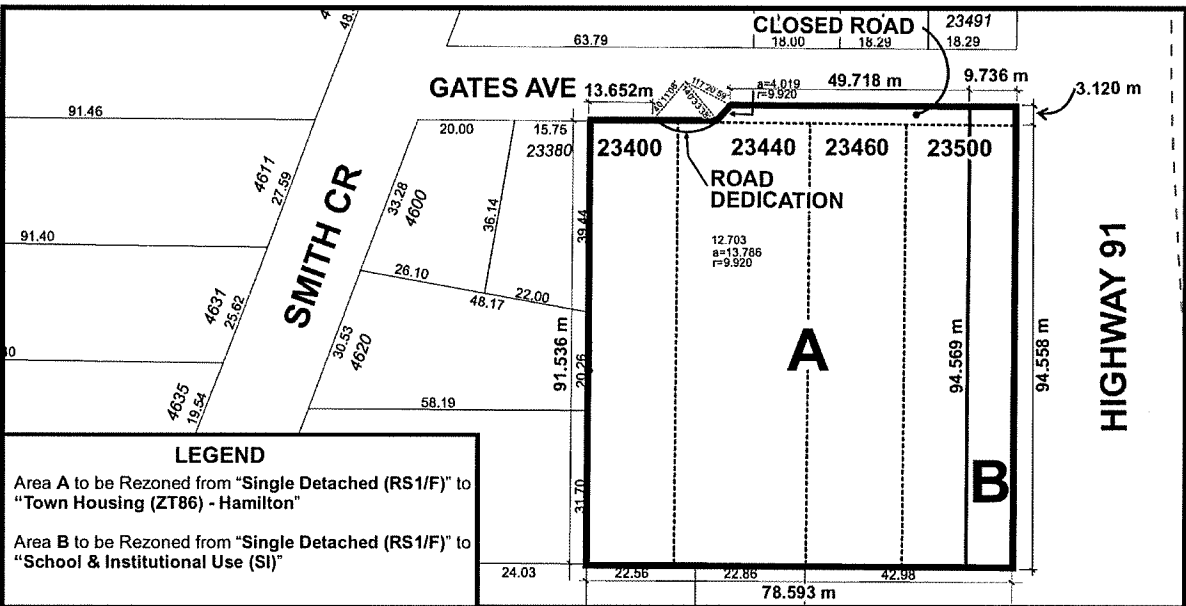 48.
63.79
CLOSED ROAD
23491
18.00
18.29
18.29
GATES AVE
13.652m
a=4.019
r=9.920
49.718 m
9.736 m
3.120 m
91.46
20.00
15.75
23380
23400
23440
23460
23500
ROAD
DEDICATION
4611
27.59
SMITH CR
33.28
4600
36.14
39.44
12.703
a=13.786
r=9.920
91.40
26.10
48.17
22.00
4631
25.62
30.53
4620
91.536 m
20.26
A
94.569 m
94.558 m
HIGHWAY 91
4635
19.54
58.19
31.70
B
LEGEND
Area A to be Rezoned from "Single Detached (RS1/F)" to
"Town Housing (ZT86) - Hamilton"
Area B to be Rezoned from "Single Detached (RS1/F)" to
"School & Institutional Use (SI)"
24.03
22.56
22.86
42.98
78.593 m